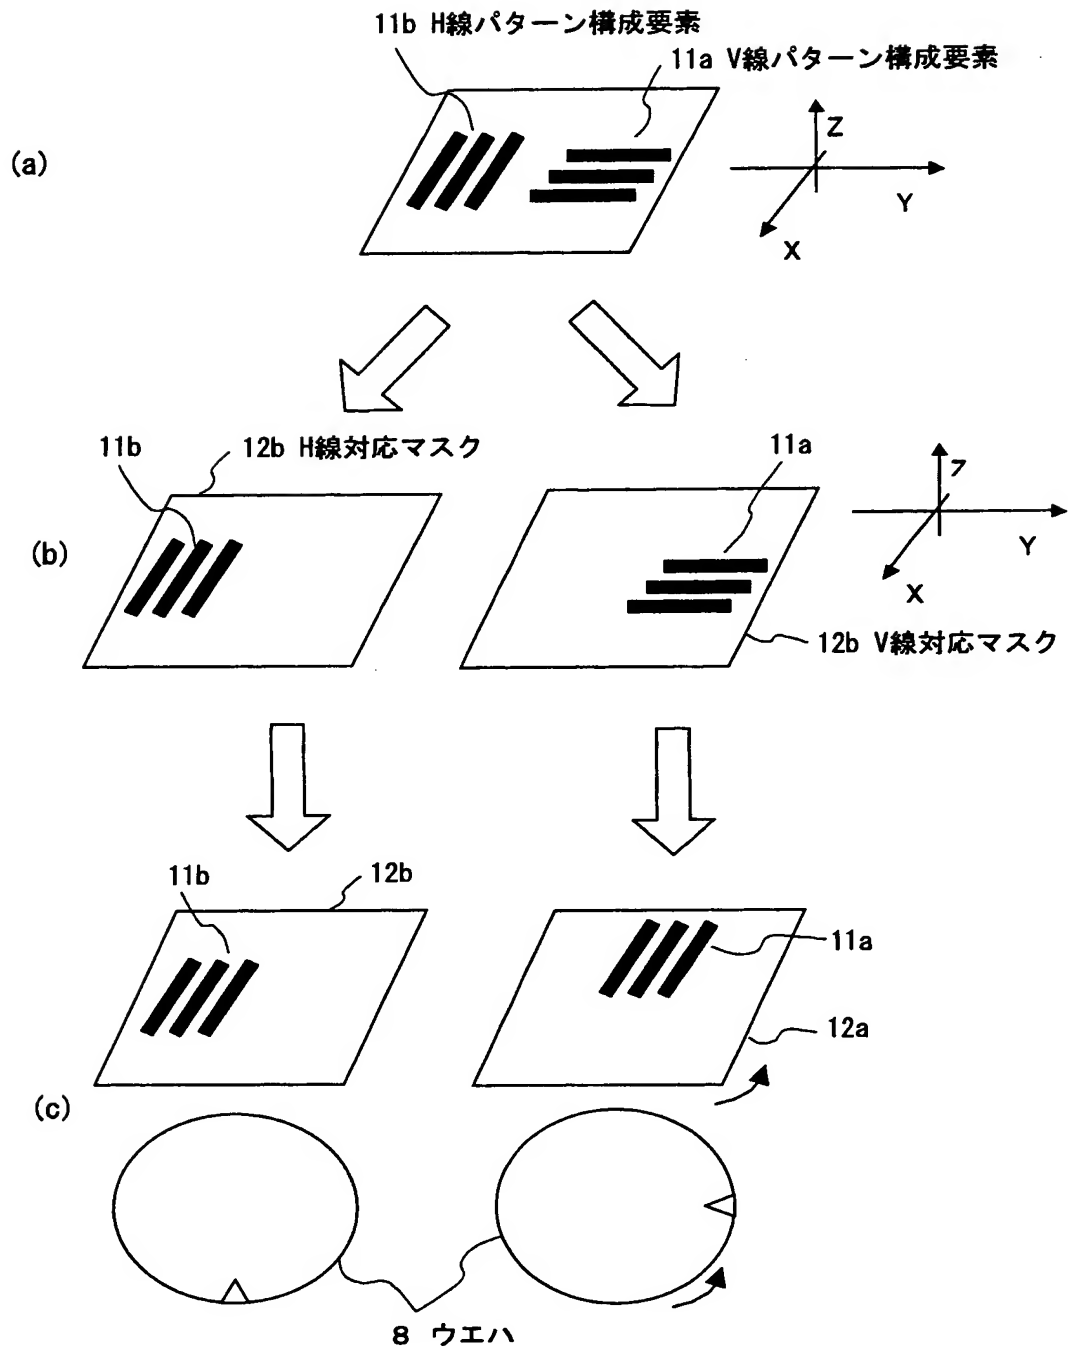 11b H線パターン構成要素
11a V線パターン構成要素
(a)
Z
Y
X
11b
12b H線対応マスク
11a
Z
(b)
Y
X
12b V線対応マスク
11b
12b
11a
12a
(c)
8 ウエハ